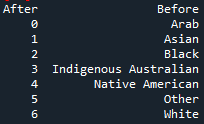 After Before
0 Arab
1 Asian
2 Black
3 Indigenous Australian
4 Native American
5 Other
6 White